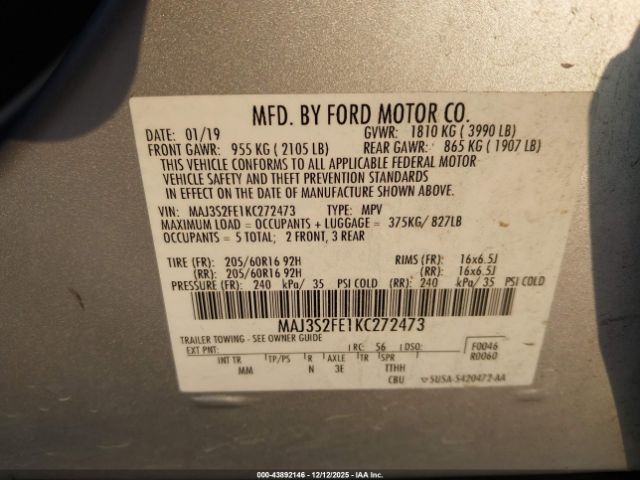 MFD. BY FORD MOTOR CO.
DATE: 01/19 GVWR: 1810 KG ( 3990 LB)
FRONT GAWR: 955 KG ( 2105 LB) REAR GAWR: 865 KG ( 1907 LB)
THIS VEHICLE CONFORMS TO ALL APPLICABLE FEDERAL MOTOR
VEHICLE SAFETY AND THEFT PREVENTION STANDARDS
IN EFFECT ON THE DATE OF MANUFACTURE SHOWN ABOVE.
VIN: MAJ3S2FE1KC272473 TYPE: MPV
MAXIMUM LOAD = OCCUPANTS + LUGGAGE = 375KG/ 827LB
OCCUPANTS = 5 TOTAL; 2 FRONT, 3 REAR
TIRE (FR): 205/60R16 92H RIMS (FR): 16x6.5J
(RR): 205/60R16 92H (RR): 16x6.5J
PRESSURE (FR): 240 kPa/ 35 PSI COLD (RR): 240 kPa/ 35 PSI COLD
MAJ3S2FE1KC272473
TRAILER TOWING - SEE OWNER GUIDE
EXT PNT: RC: 56 DSO: F0046
INT TR TP/PS R AXLE TR SPR R0060
MM N 3E TTHH
CBU SUSA-S420472-AA
000-43892146 - 12/12/2025 - IAA Inc.